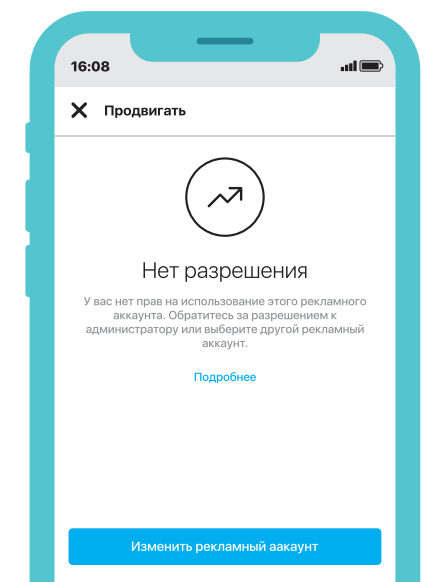 16:08
Продвигать
Нет разрешения
У вас нет прав на использование этого рекламного
аккаунта. Обратитесь за разрешением к
администратору или выберите другой рекламный
аккаунт.
Подробнее
Изменить рекламный аакаунт